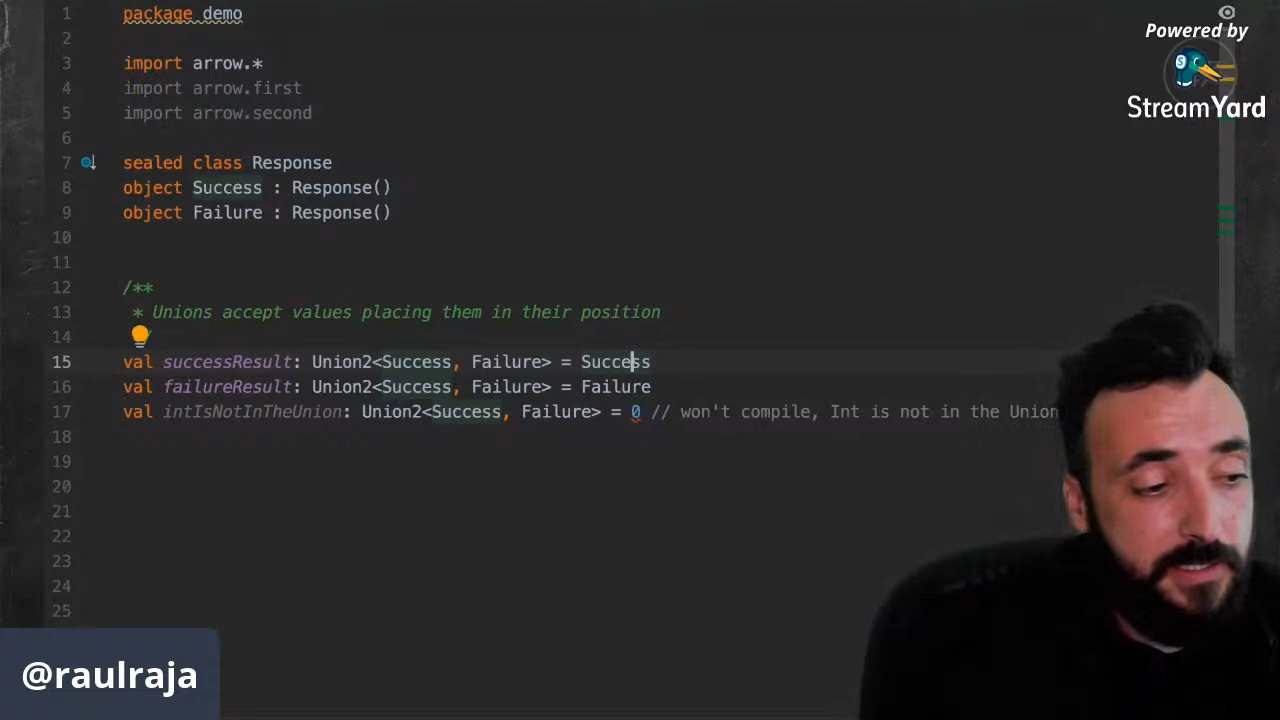 1 package demo
2
3 import arrow.*
4 import arrow.first
5 import arrow.second
6
7 sealed class Response
8 object Success : Response()
9 object Failure : Response()
10
11
12 /**
13 * Unions accept values placing them in their position
14 /
15 val successResult: Union2<Success, Failure> = Success
16 val failureResult: Union2<Success, Failure> = Failure
17 val intIsNotInTheUnion: Union2<Success, Failure> = 0 // won't compile, Int is not in the Union
18
19
20
21
22
23
24
25
Powered by
StreamYard
@raulraja